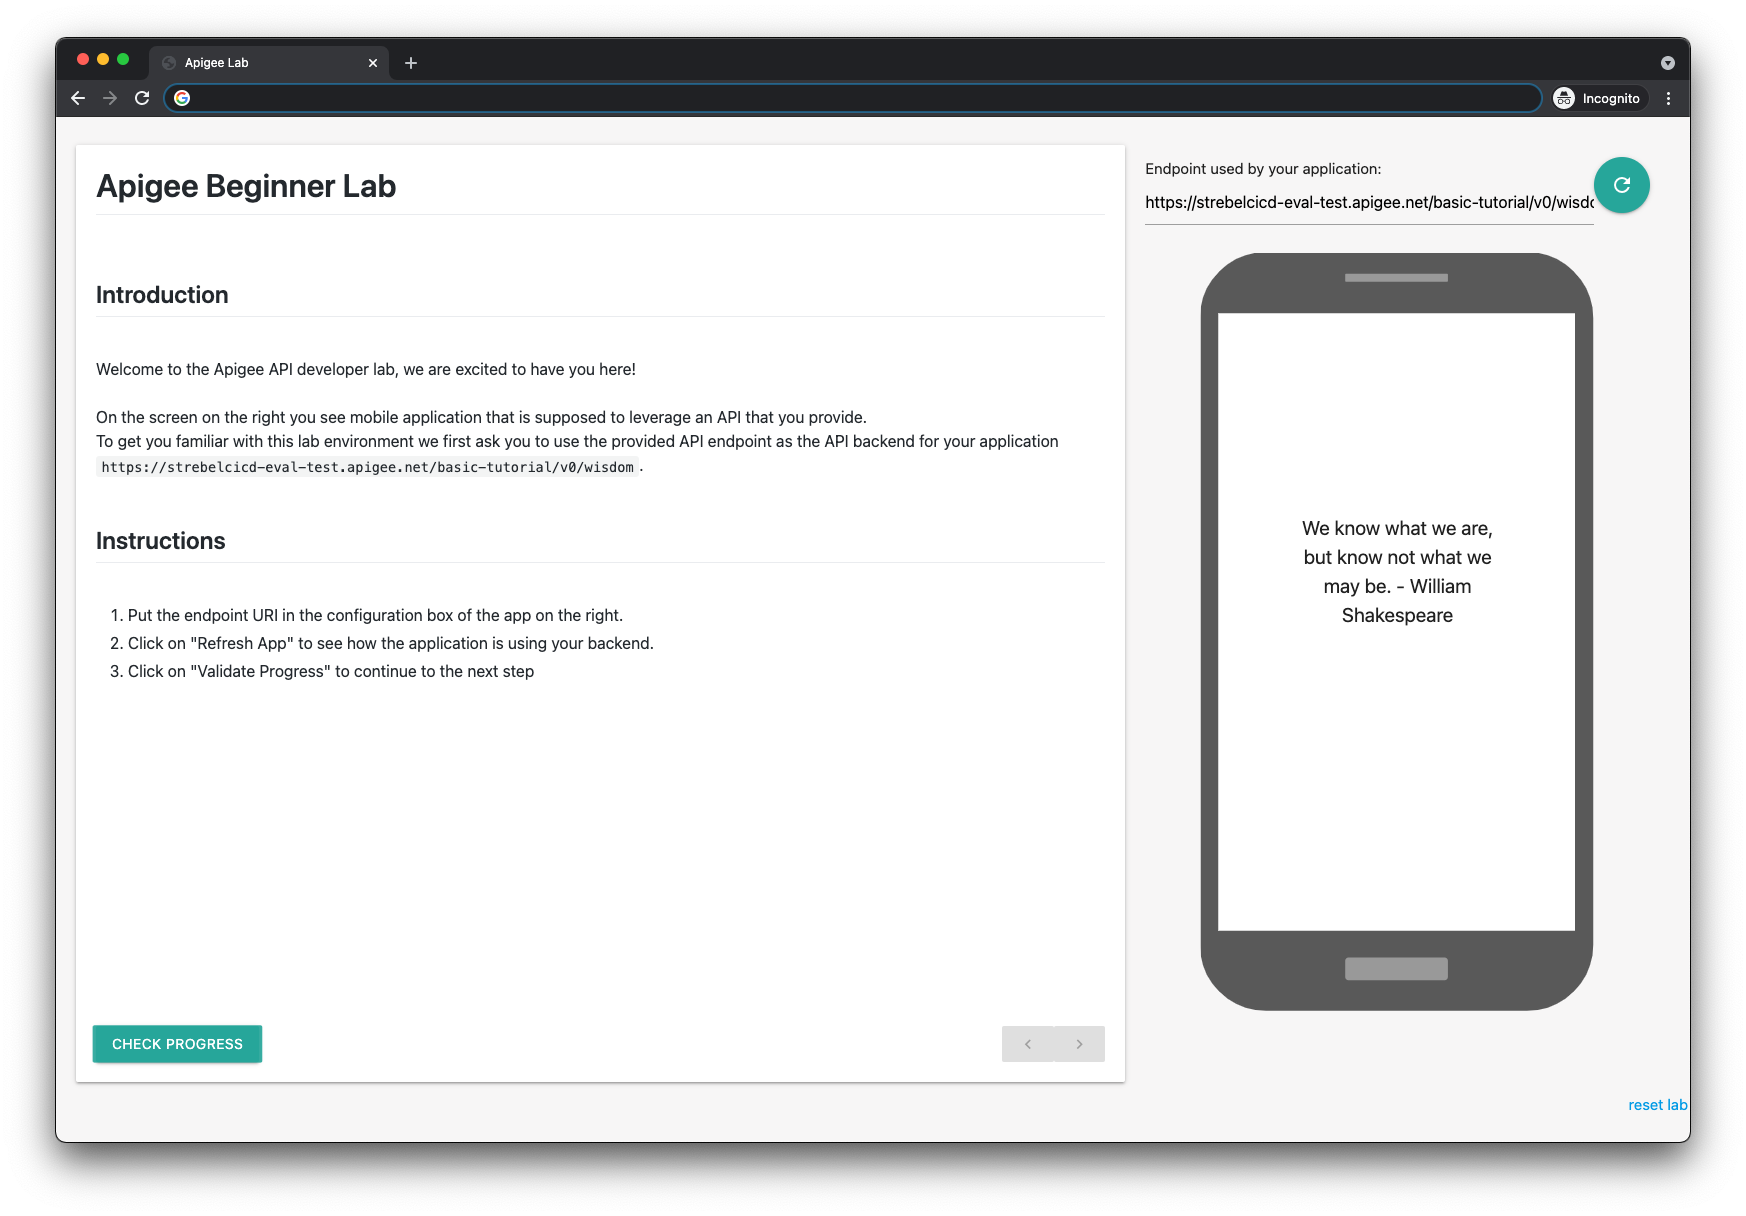 Apigee Lab
Incognito
Apigee Beginner Lab
Introduction
Welcome to the Apigee API developer lab, we are excited to have you here!
On the screen on the right you see mobile application that is supposed to leverage an API that you provide.
To get you familiar with this lab environment we first ask you to use the provided API endpoint as the API backend for your application
https://strebelcicd-eval-test.apigee.net/basic-tutorial/v0/wisdom.
Instructions
1. Put the endpoint URI in the configuration box of the app on the right.
2. Click on "Refresh App" to see how the application is using your backend.
3. Click on "Validate Progress" to continue to the next step
CHECK PROGRESS
Endpoint used by your application:
https://strebelcicd-eval-test.apigee.net/basic-tutorial/v0/wisdo
We know what we are,
but know not what we
may be. - William
Shakespeare
reset lab